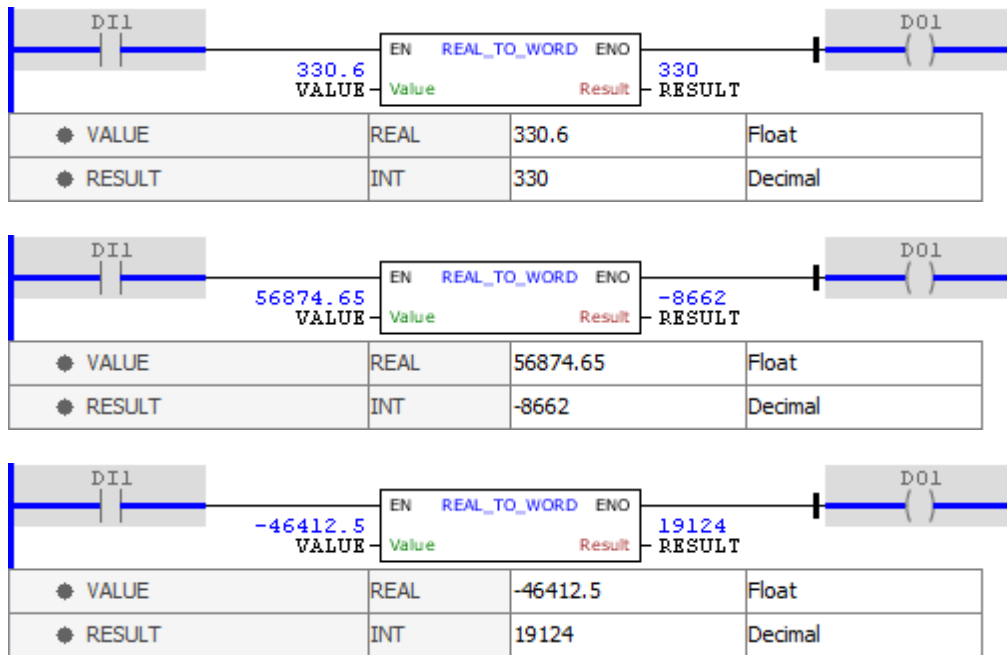 DI1 DO1
EN REAL_TO_WORD ENO
330.6 330
VALUE Value Result RESULT
VALUE REAL 330.6 Float
RESULT INT 330 Decimal
DI1 DO1
EN REAL_TO_WORD ENO
56874.65 -8662
VALUE Value Result RESULT
VALUE REAL 56874.65 Float
RESULT INT -8662 Decimal
DI1 DO1
EN REAL_TO_WORD ENO
-46412.5 19124
VALUE Value Result RESULT
VALUE REAL -46412.5 Float
RESULT INT 19124 Decimal